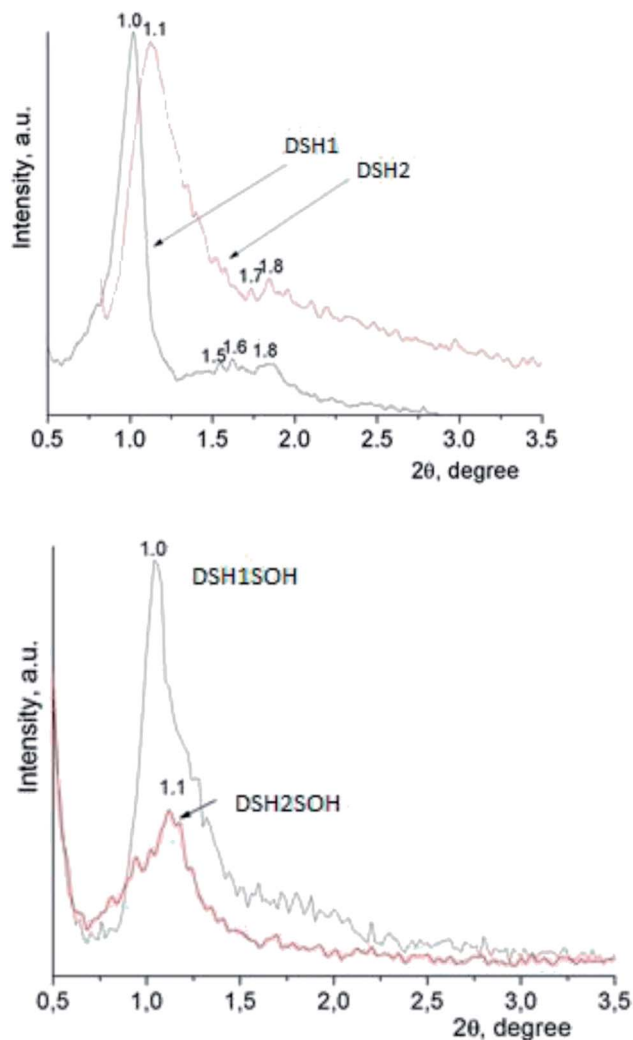 1.0
1.1
DSH1
DSH2
Intensity, a.u.
1.7
1.8
1.5
1.6
1.8
0.5 1.0 1.5 2.0 2.5 3.0 3.5
2θ, degree
1.0
DSH1SOH
Intensity, a.u.
1.1
DSH2SOH
0,5 1,0 1,5 2,0 2,5 3,0 3,5
2θ, degree